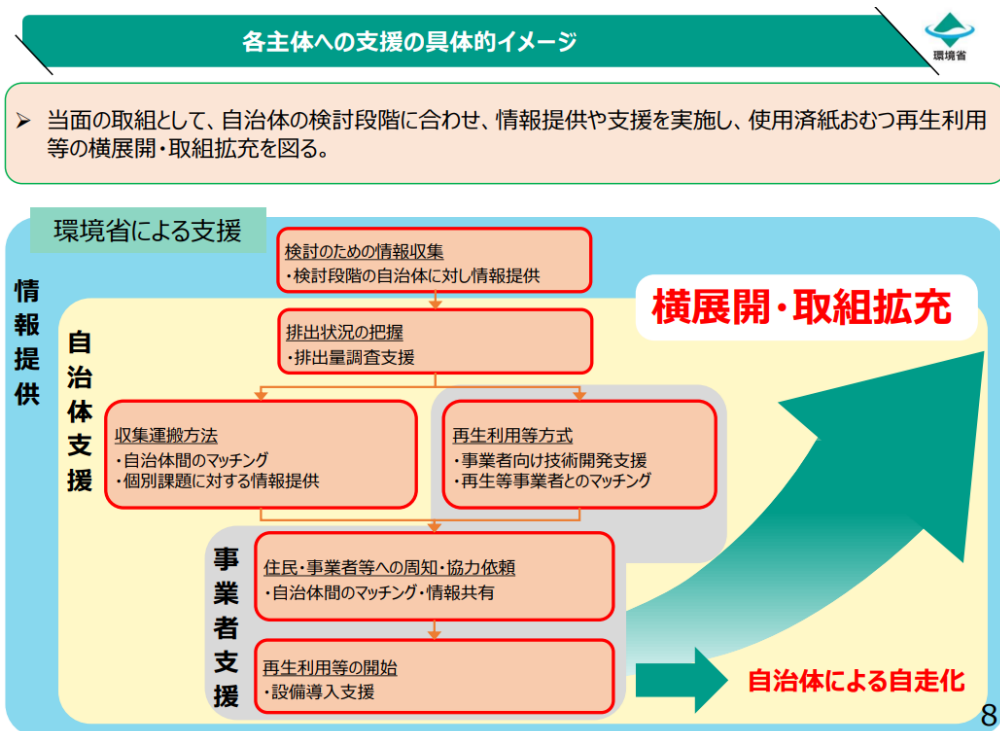 各主体への支援の具体的イメージ
環境省
➢ 当面の取組として、自治体の検討段階に合わせ、情報提供や支援を実施し、使用済紙おむつ再生利用
等の横展開・取組拡充を図る。
環境省による支援
情報提供
検討のための情報収集
・検討段階の自治体に対し情報提供
横展開・取組拡充
自治体支援
排出状況の把握
・排出量調査支援
収集運搬方法
・自治体間のマッチング
・個別課題に対する情報提供
再生利用等方式
・事業者向け技術開発支援
・再生等事業者とのマッチング
事業者支援
住民・事業者等への周知・協力依頼
・自治体間のマッチング・情報共有
再生利用等の開始
・設備導入支援
自治体による自走化
8